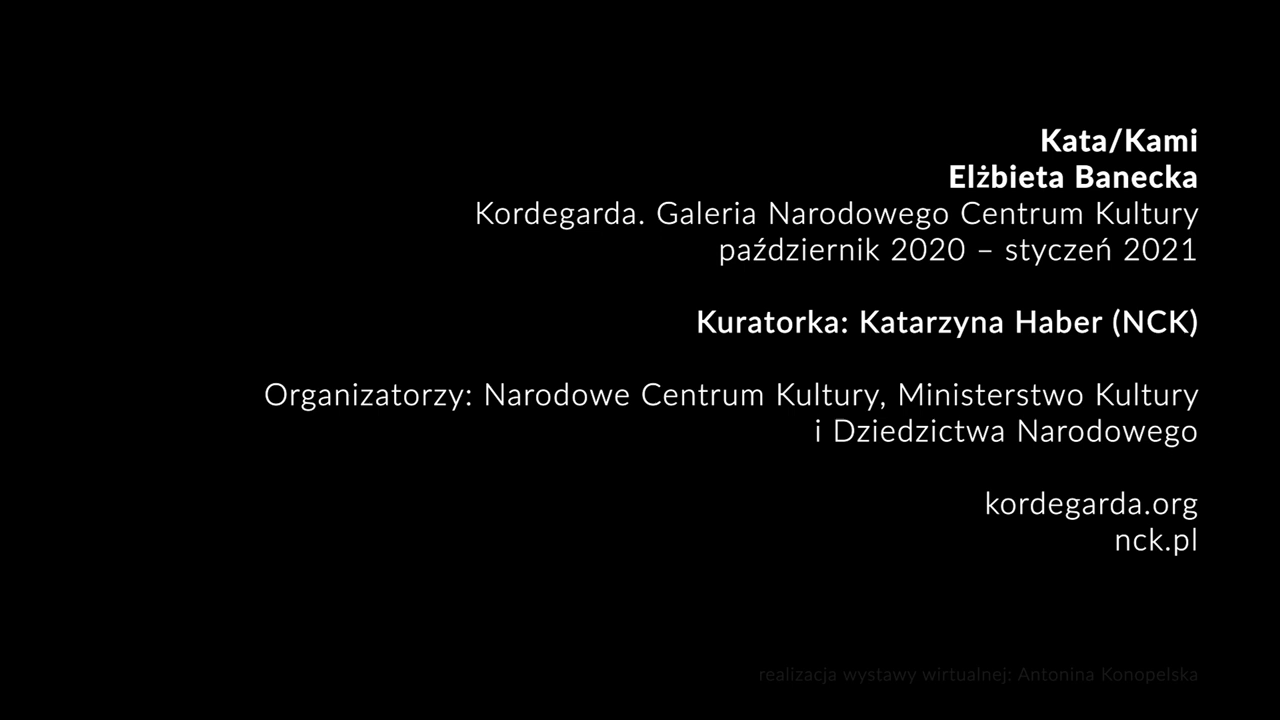 Kata/Kami
Elżbieta Banecka
Kordegarda. Galeria Narodowego Centrum Kultury
październik 2020 – styczeń 2021
Kuratorka: Katarzyna Haber (NCK)
Organizatorzy: Narodowe Centrum Kultury, Ministerstwo Kultury
i Dziedzictwa Narodowego
kordegarda.org
nck.pl
realizacja wystawy wirtualnej: Antonina Konopelska